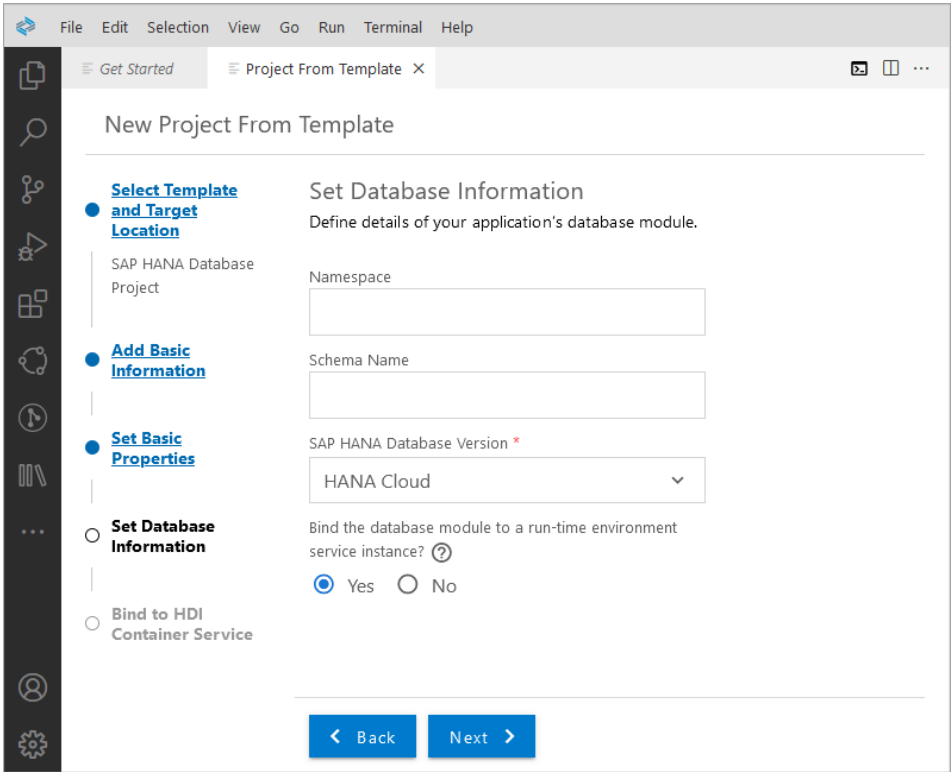 File Edit Selection View Go Run Terminal Help
Get Started Project From Template
New Project From Template
Select Template
and Target
Location
SAP HANA Database
Project
Add Basic
Information
Set Basic
Properties
Set Database
Information
Bind to HDI
Container Service
Set Database Information
Define details of your application's database module.
Namespace
Schema Name
SAP HANA Database Version *
HANA Cloud
Bind the database module to a run-time environment
service instance? ?
Yes No
Back Next